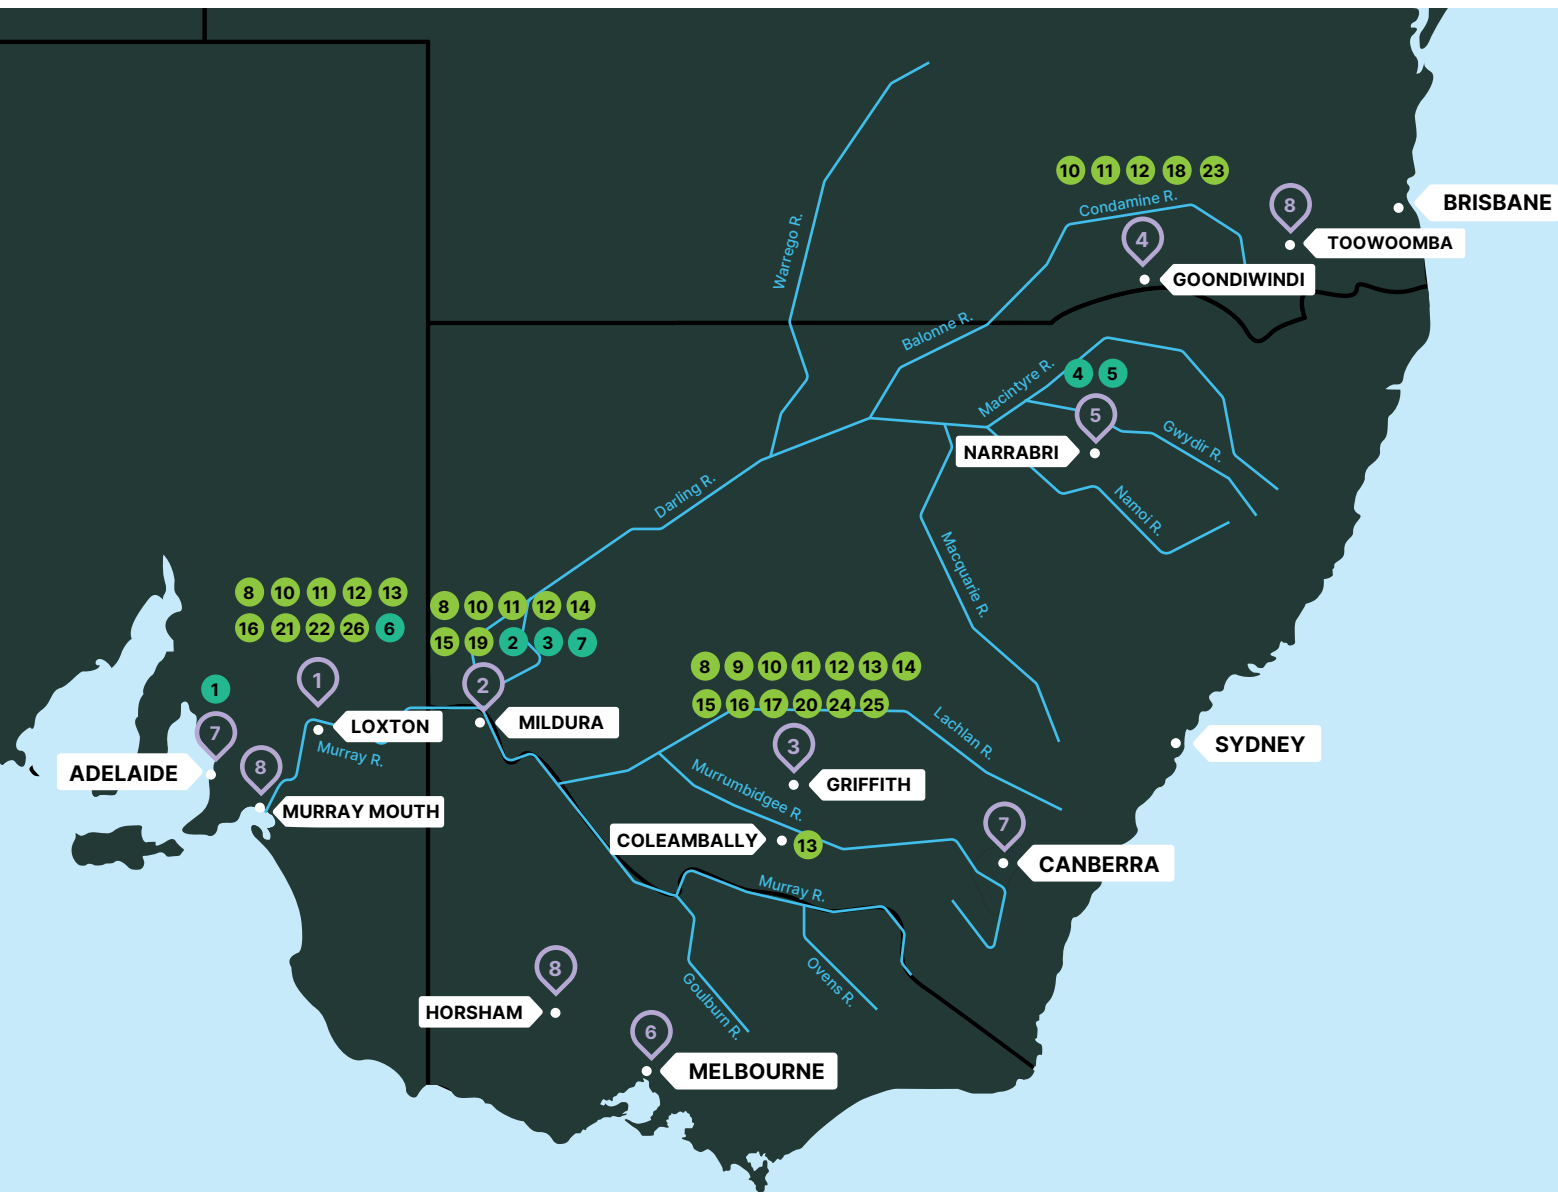 10 11 12 18 23
Condamine R.
8
BRISBANE
TOOWOOMBA
4
GOONDIWINDI
Warrego R.
Balonne R.
Macintyre R.
4 5
5
NARRABRI
Gwydir R.
Namoi R.
Darling R.
Macquarie R.
8 10 11 12 13
16 21 22 26 6
8 10 11 12 14
15 19 2 3 7
8 9 10 11 12 13 14
15 16 17 20 24 25
1
1
2
7
LOXTON
MILDURA
Murray R.
Lachlan R.
3
SYDNEY
ADELAIDE
8
GRIFFITH
MURRAY MOUTH
Murrumbidgee R.
COLEAMBALLY
13
7
CANBERRA
Murray R.
8
HORSHAM
Goulburn R.
Ovens R.
6
MELBOURNE